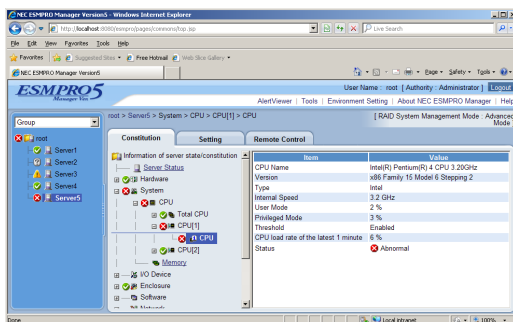 NEC ESMPRO Manager Version5 - Windows Internet Explorer
http://localhost:8080/esmpro/pages/commons/top.jsp
Live Search
File Edit View Favorites Tools Help
Favorites Suggested Sites Free Hotmail Web Slice Gallery
NEC ESMPRO Manager Version5
Page Safety Tools
ESMPRO5
Manager Ver.
User Name : root [ Authority : Administrator ] Logout
AlertViewer | Tools | Environment Setting | About NEC ESMPRO Manager | Help
Group
root > Server5 > System > CPU > CPU[1] > CPU
[ RAID System Management Mode : Advanced Mode
root
Server1
Server2
Server3
Server4
Server5
Constitution Setting Remote Control
Information of server state/constitution
Server Status
Hardware
System
CPU
Total CPU
CPU[1]
CPU
CPU[2]
Memory
I/O Device
Enclosure
Software
Network
Item Value
CPU Name Intel(R) Pentium(R) 4 CPU 3.20GHz
Version x86 Family 15 Model 6 Stepping 2
Type Intel
Internal Speed 3.2 GHz
User Mode 2 %
Privileged Mode 3 %
Threshold Enabled
CPU load rate of the latest 1 minute 6 %
Status Abnormal
Done
Local intranet
100%